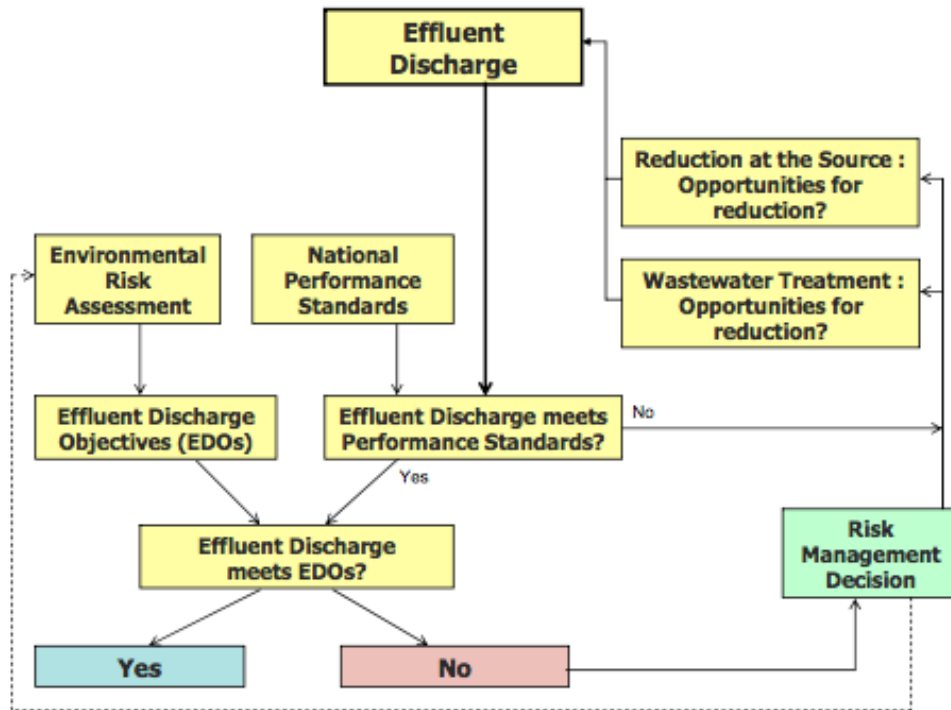 Effluent
Discharge
Reduction at the Source :
Opportunities for
reduction?
Environmental
Risk
Assessment
National
Performance
Standards
Wastewater Treatment :
Opportunities for
reduction?
Effluent Discharge
Objectives (EDOs)
Effluent Discharge meets
Performance Standards?
No
Yes
Effluent Discharge
meets EDOs?
Risk
Management
Decision
Yes
No